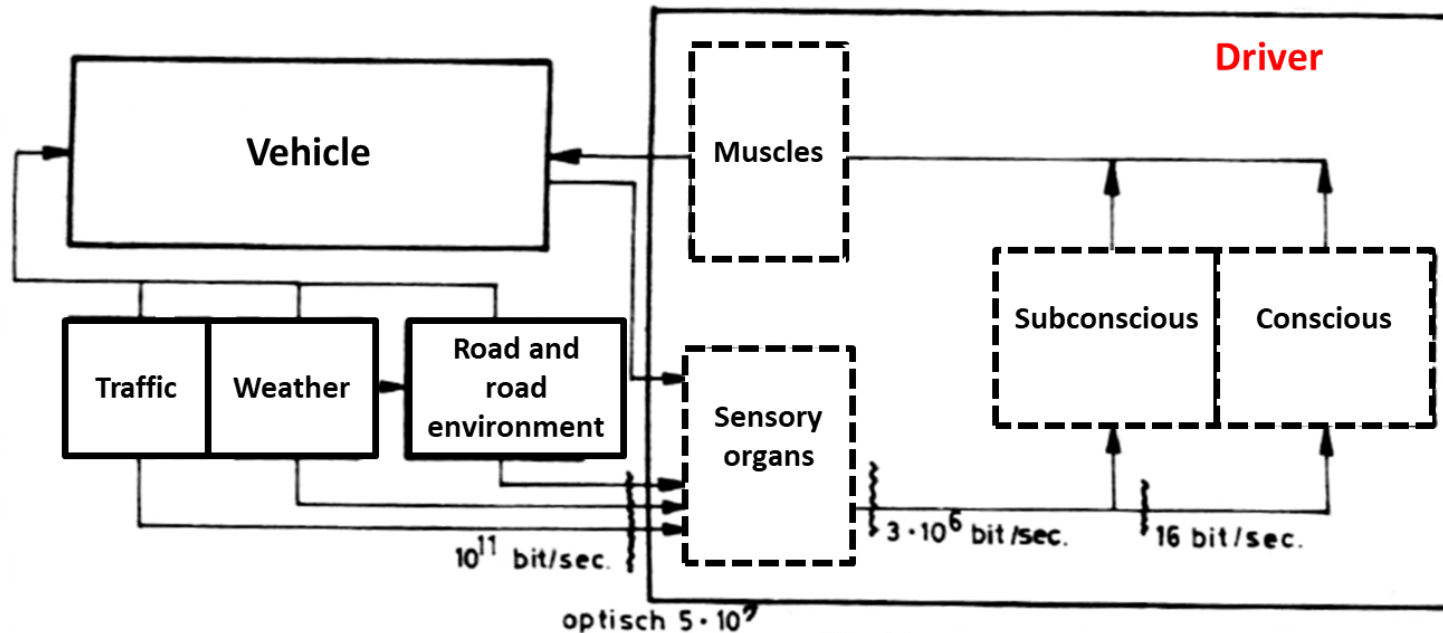 Driver
Vehicle
Muscles
Subconscious
Conscious
Traffic
Weather
Road and
road
environment
Sensory
organs
10¹¹ bit/sec.
3·10⁶ bit/sec.
16 bit/sec.
optisch 5·10⁷